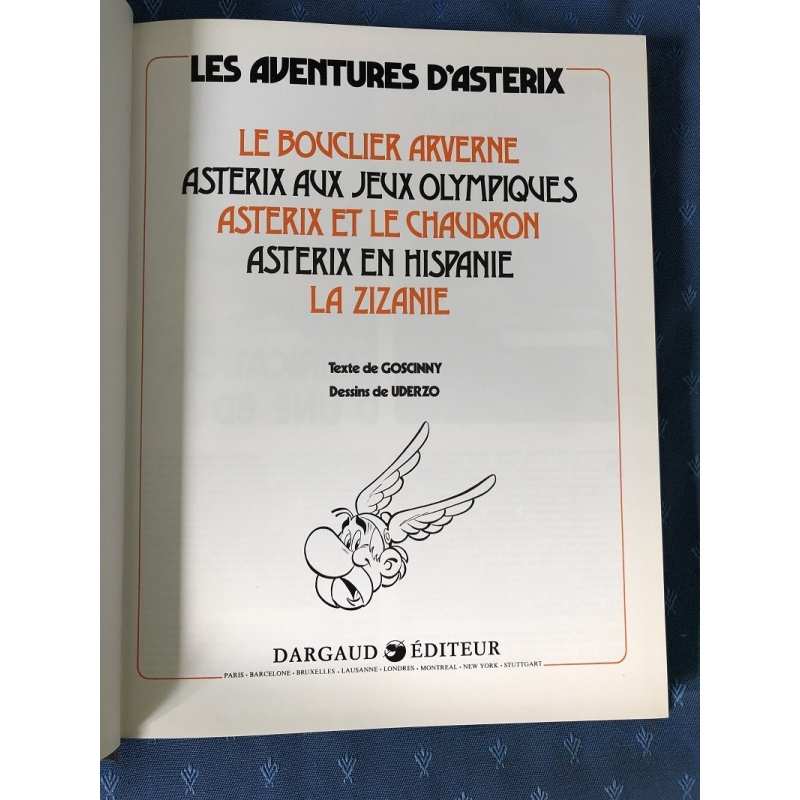 LES AVENTURES D'ASTERIX
LE BOUCLIER ARVERNE
ASTERIX AUX JEUX OLYMPIQUES
ASTERIX ET LE CHAUDRON
ASTERIX EN HISPANIE
LA ZIZANIE
Texte de GOSCINNY
Dessins de UDERZO
DARGAUD ÉDITEUR
PARIS • BARCELONE • BRUXELLES • LAUSANNE • LONDRES • MONTREAL • NEW YORK • STUTTGART